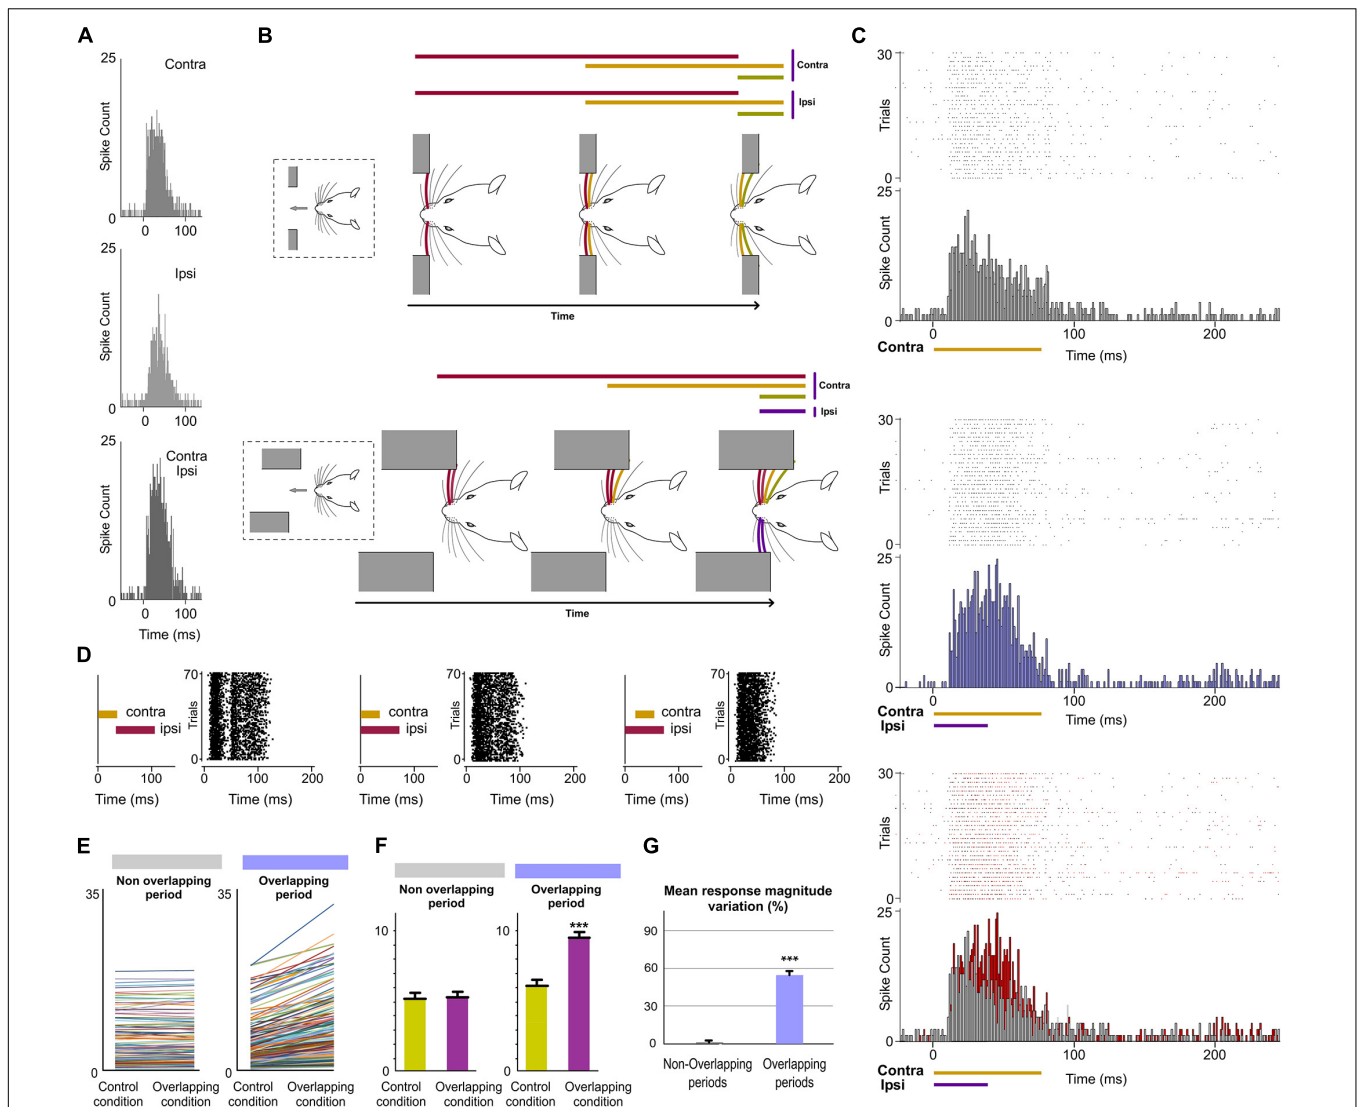 A
25
Contra
Spike Count
0
0
100
25
Ipsi
Spike Count
0
0
100
25
Contra
Ipsi
Spike Count
0
0
100
Time (ms)
B
Contra
Ipsi
Time
Contra
Ipsi
Time
C
30
Trials
0
25
Spike Count
0
0
100
200
Contra
Time (ms)
30
Trials
0
25
Spike Count
0
0
100
200
Contra
Ipsi
Time (ms)
30
Trials
0
25
Spike Count
0
0
100
200
Contra
Ipsi
Time (ms)
D
contra
ipsi
0
100
Time (ms)
70
Trials
0
0
100
200
Time (ms)
contra
ipsi
0
100
Time (ms)
70
Trials
0
0
100
200
Time (ms)
contra
ipsi
0
100
Time (ms)
70
Trials
0
0
100
200
Time (ms)
E
35
Non overlapping
period
0
Control
condition
Overlapping
condition
35
Overlapping
period
0
Control
condition
Overlapping
condition
F
Non overlapping
period
10
0
Control
condition
Overlapping
condition
Overlapping
period
10
***
0
Control
condition
Overlapping
condition
G
Mean response magnitude
variation (%)
90
60
30
0
***
Non-Overlapping
periods
Overlapping
periods